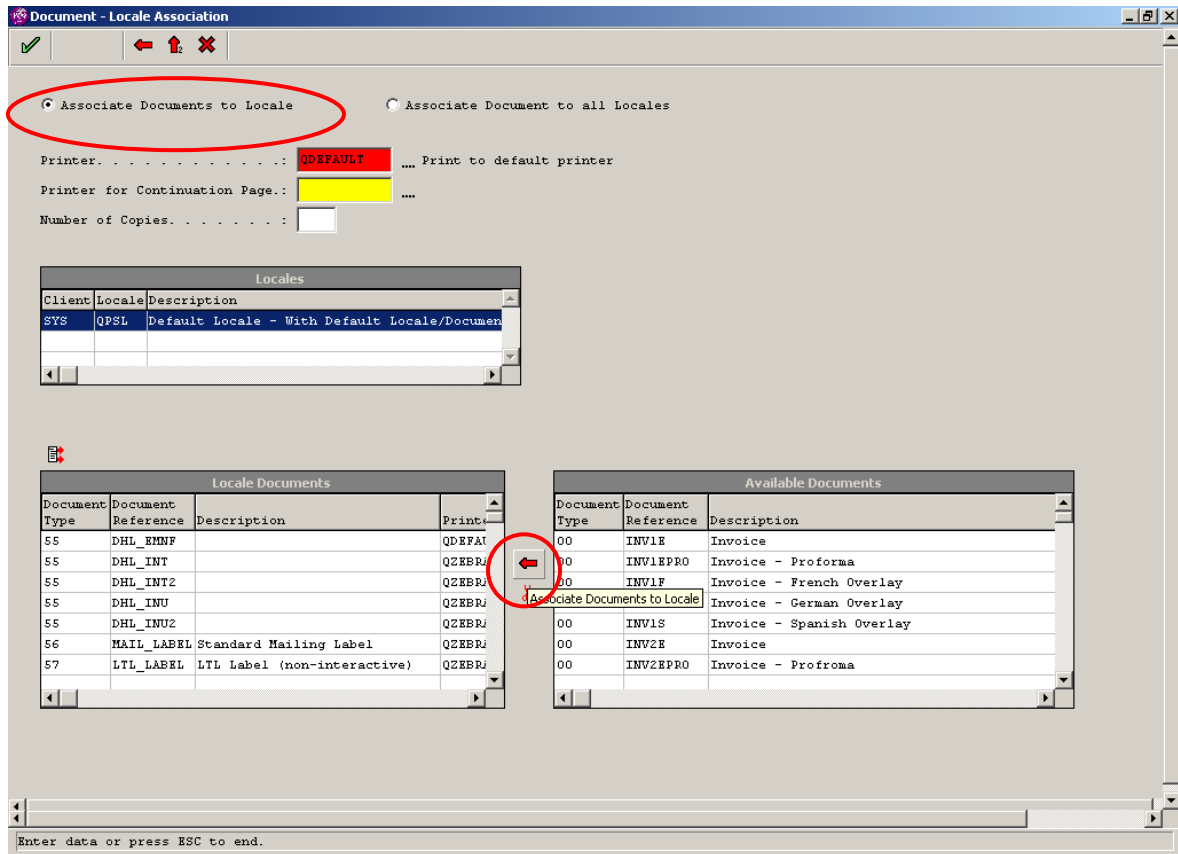 Document - Locale Association
2
Associate Documents to Locale Associate Document to all Locales
Printer. . . . . . . . . . . . .: QDEFAULT .... Print to default printer
Printer for Continuation Page.: ....
Number of Copies. . . . . . . :
Locales
Client Locale Description
SYS QPSL Default Locale - With Default Locale/Documen
Locale Documents
Document Document
Type Reference Description Printe
55 DHL_EMNF QDEFAU
55 DHL_INT QZEBRA
55 DHL_INT2 QZEBRA
55 DHL_INU QZEBRA
55 DHL_INU2 QZEBRA
56 MAIL_LABEL Standard Mailing Label QZEBRA
57 LTL_LABEL LTL Label (non-interactive) QZEBRA
Associate Documents to Locale
Available Documents
Document Document
Type Reference Description
00 INV1E Invoice
00 INV1EPRO Invoice - Proforma
00 INV1F Invoice - French Overlay
Invoice - German Overlay
00 INV1S Invoice - Spanish Overlay
00 INV2E Invoice
00 INV2EPRO Invoice - Profroma
Enter data or press ESC to end.